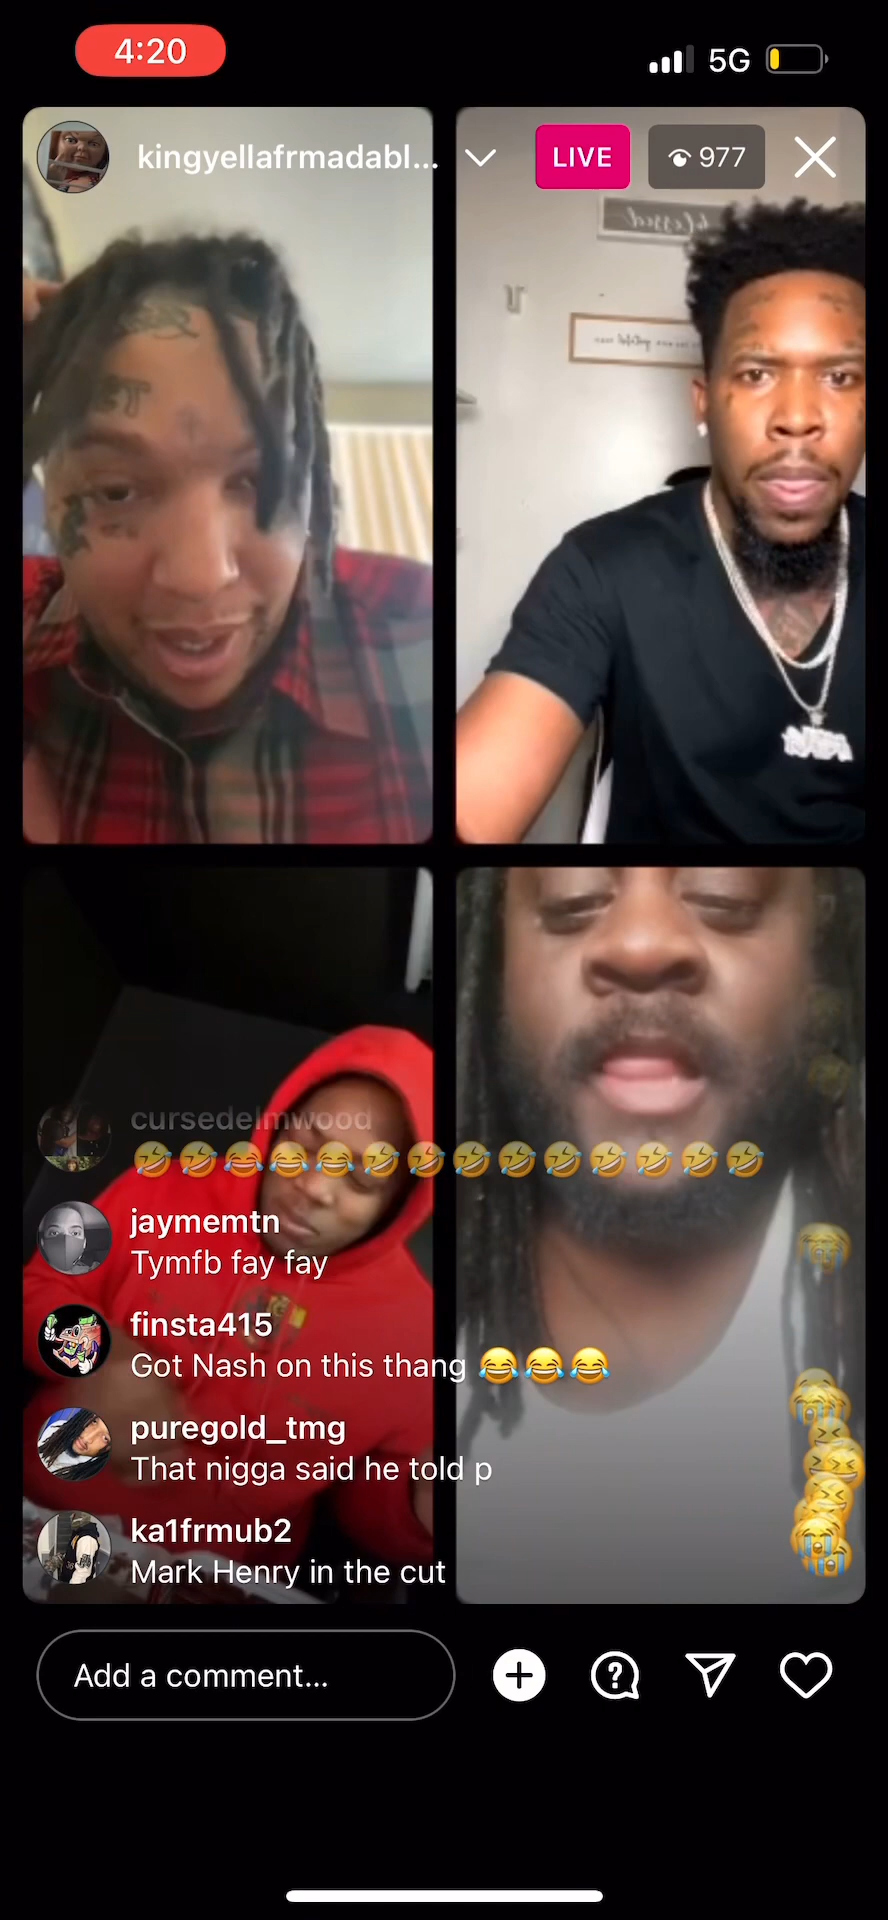 4:20
5G
kingyellafrmadabl...
LIVE
977
blessed
cursedelmwood
🤣🤣😂😂😂🤣🤣🤣🤣🤣🤣🤣🤣🤣
jaymemtn
Tymfb fay fay
finsta415
Got Nash on this thang 😂😂😂
puregold_tmg
That nigga said he told p
ka1frmub2
Mark Henry in the cut
Add a comment...